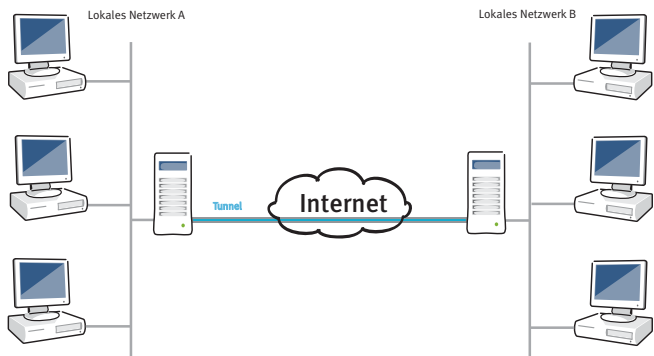 Lokales Netzwerk A
Lokales Netzwerk B
Tunnel
Internet